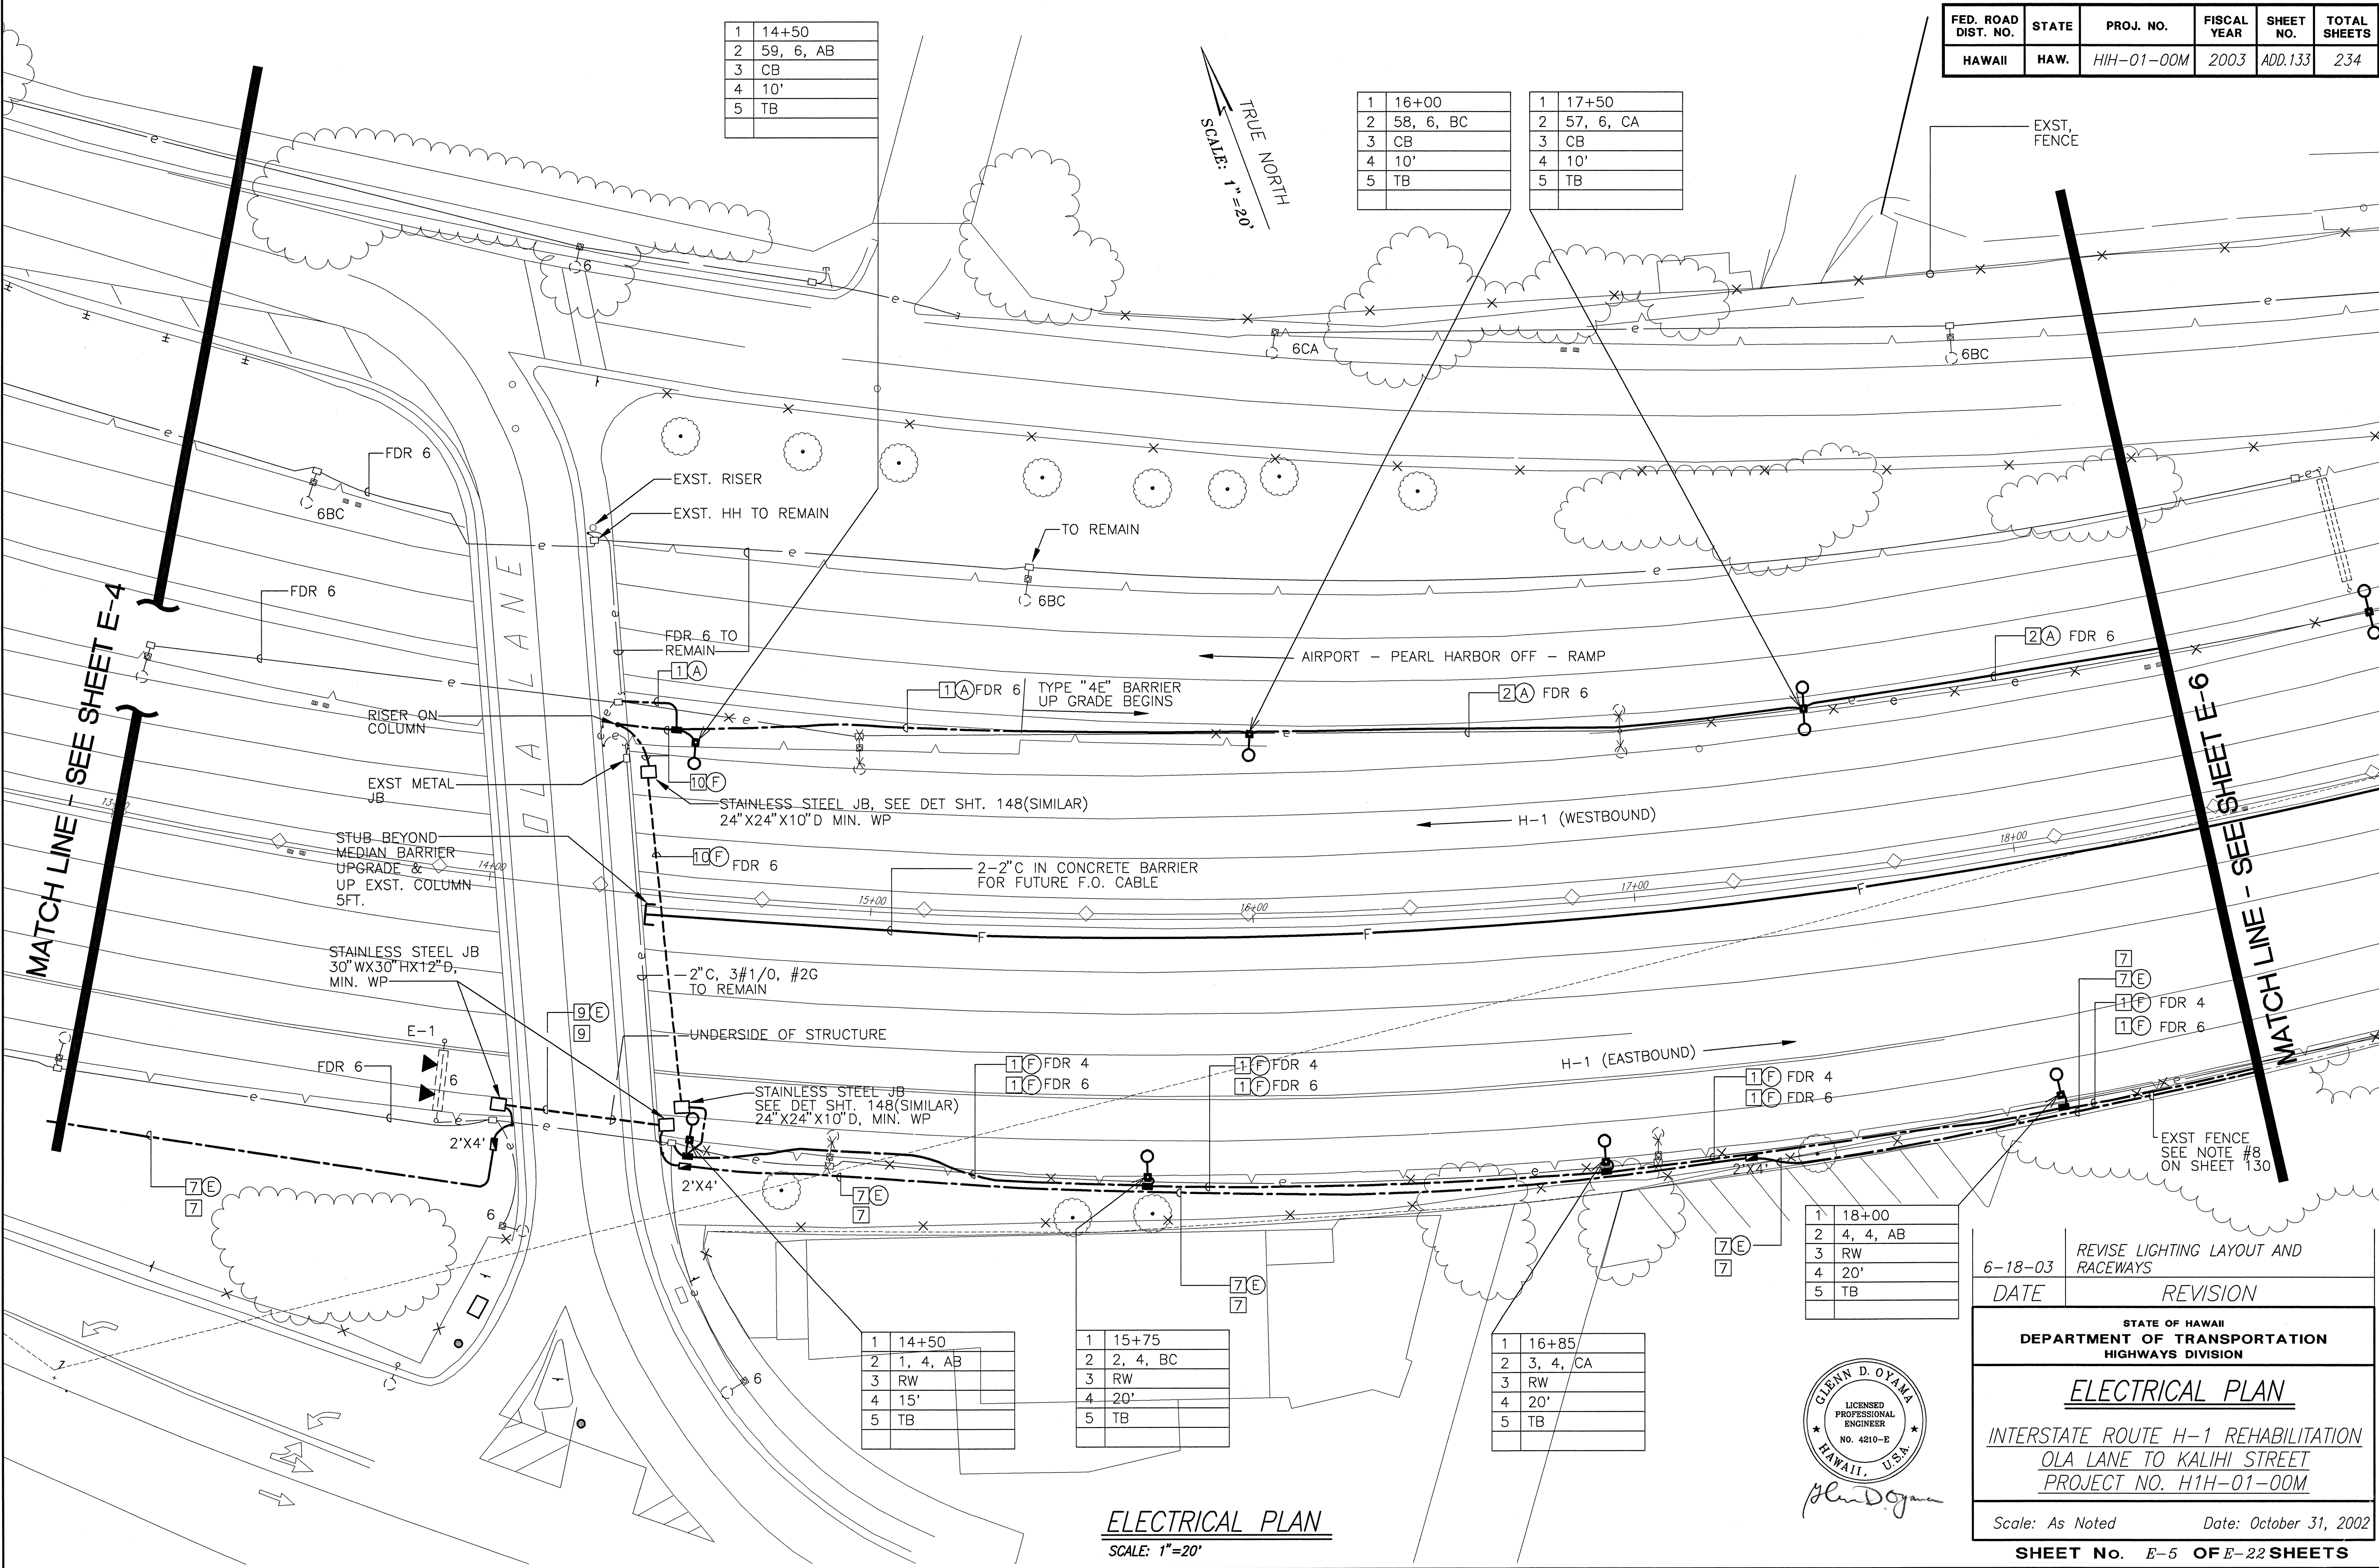 FED. ROAD DIST. NO. STATE PROJ. NO. FISCAL YEAR SHEET NO. TOTAL SHEETS
HAWAII HAW. HIH-01-00M 2003 ADD.133 234
1 14+50
2 59, 6, AB
3 CB
4 10'
5 TB
TRUE NORTH
SCALE: 1"=20'
1 16+00
2 58, 6, BC
3 CB
4 10'
5 TB
1 17+50
2 57, 6, CA
3 CB
4 10'
5 TB
EXST,
FENCE
e
6
e
6CA
e
e
6BC
e
FDR 6
6BC
EXST. RISER
EXST. HH TO REMAIN
TO REMAIN
e
e
6BC
e
e
MATCH LINE - SEE SHEET E-4
FDR 6
OLA LANE
e
FDR 6 TO
REMAIN
1 A
AIRPORT - PEARL HARBOR OFF - RAMP
2 A FDR 6
1 A FDR 6
TYPE "4E" BARRIER
UP GRADE BEGINS
2 A FDR 6
RISER ON
COLUMN
e
e
e
e
e
EXST METAL
JB
10 F
STAINLESS STEEL JB, SEE DET SHT. 148(SIMILAR)
24"X24"X10"D MIN. WP
H-1 (WESTBOUND)
MATCH LINE - SEE SHEET E-6
14+00
15+00
16+00
17+00
18+00
STUB BEYOND
MEDIAN BARRIER
UPGRADE &
UP EXST. COLUMN
5FT.
10 F FDR 6
2-2"C IN CONCRETE BARRIER
FOR FUTURE F.O. CABLE
F
F
F
STAINLESS STEEL JB
30"WX30"HX12"D,
MIN. WP
2"C, 3#1/0, #2G
TO REMAIN
9 E
9
UNDERSIDE OF STRUCTURE
7
7 E
1 F FDR 4
1 F FDR 6
E-1
FDR 6
6
1 F FDR 4
1 F FDR 6
1 F FDR 4
1 F FDR 6
H-1 (EASTBOUND)
1 F FDR 4
1 F FDR 6
STAINLESS STEEL JB
SEE DET SHT. 148(SIMILAR)
24"X24"X10"D, MIN. WP
e
e
e
2'X4'
2'X4'
2'X4'
EXST FENCE
SEE NOTE #8
ON SHEET 130
7 E
7
7 E
7
7 E
7
7 E
7
6
6
1 14+50
2 1, 4, AB
3 RW
4 15'
5 TB
1 15+75
2 2, 4, BC
3 RW
4 20'
5 TB
1 16+85
2 3, 4, CA
3 RW
4 20'
5 TB
1 18+00
2 4, 4, AB
3 RW
4 20'
5 TB
6-18-03 REVISE LIGHTING LAYOUT AND
RACEWAYS
DATE REVISION
STATE OF HAWAII
DEPARTMENT OF TRANSPORTATION
HIGHWAYS DIVISION
ELECTRICAL PLAN
INTERSTATE ROUTE H-1 REHABILITATION
OLA LANE TO KALIHI STREET
PROJECT NO. H1H-01-00M
Scale: As Noted Date: October 31, 2002
SHEET No. E-5 OF E-22 SHEETS
GLENN D. OYAMA
LICENSED
PROFESSIONAL
ENGINEER
NO. 4210-E
HAWAII, U.S.A.
Glenn D Oyama
ELECTRICAL PLAN
SCALE: 1"=20'